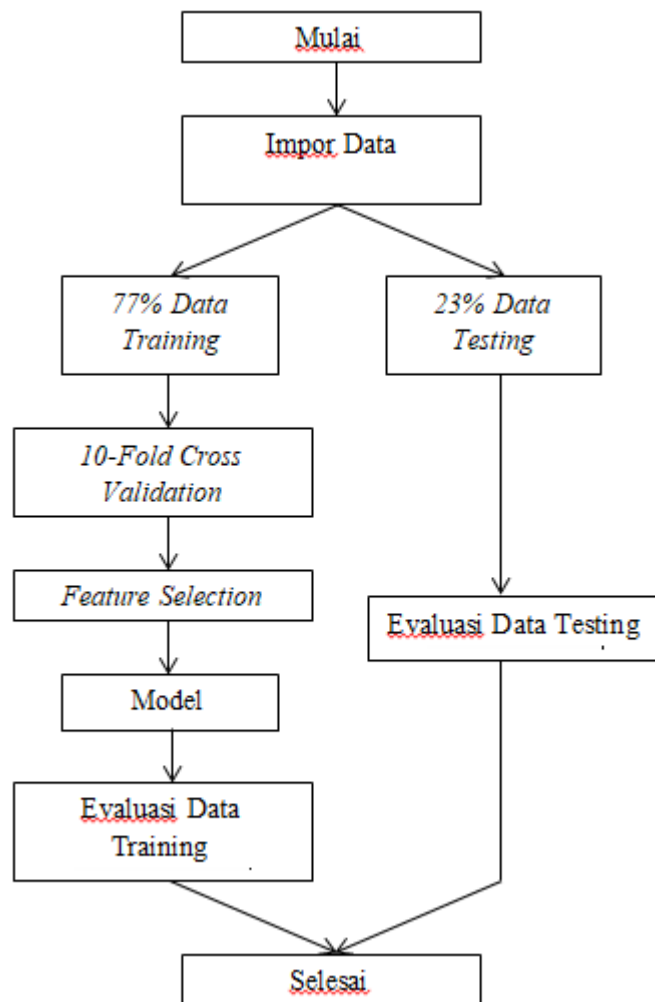 Mulai
Impor Data
77% Data
Training
23% Data
Testing
10-Fold Cross
Validation
Feature Selection
Evaluasi Data Testing
Model
Evaluasi Data
Training
Selesai